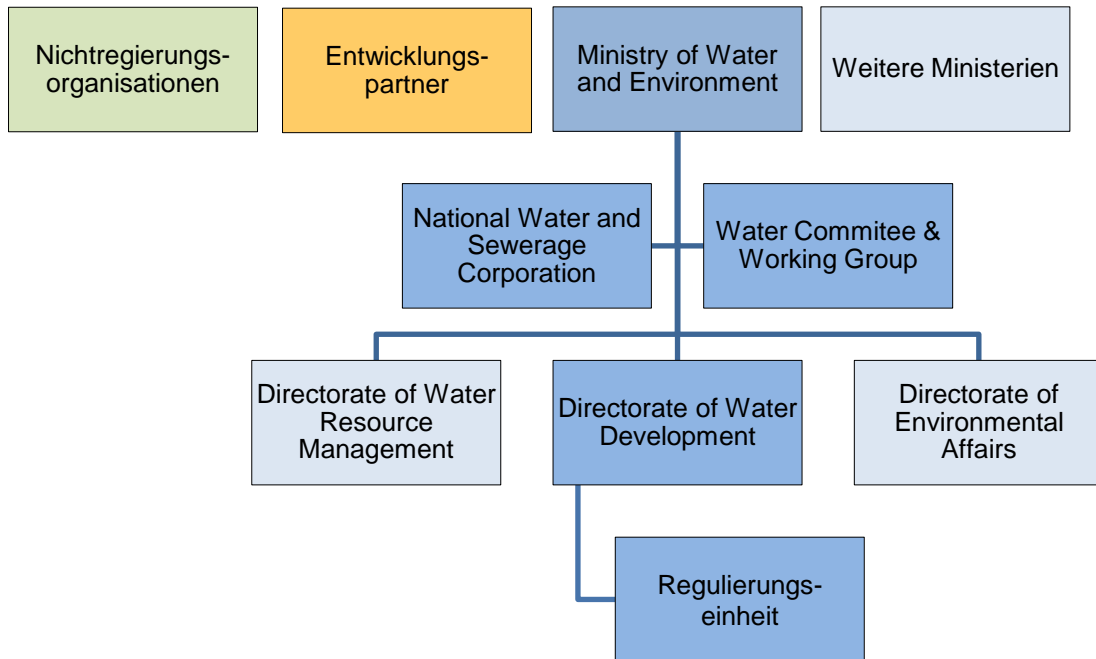 Nichtregierungs-
organisationen
Entwicklungs-
partner
Ministry of Water
and Environment
Weitere Ministerien
National Water and
Sewerage
Corporation
Water Commitee &
Working Group
Directorate of Water
Resource
Management
Directorate of Water
Development
Directorate of
Environmental
Affairs
Regulierungs-
einheit